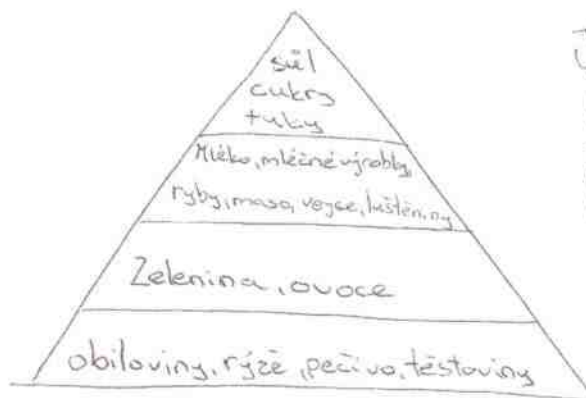 sůl
cukry
tuky
Mléko, mléčné výrobky,
ryby, maso, vejce, luštěniny
Zelenina, ovoce
obiloviny, rýže, pečivo, těstoviny